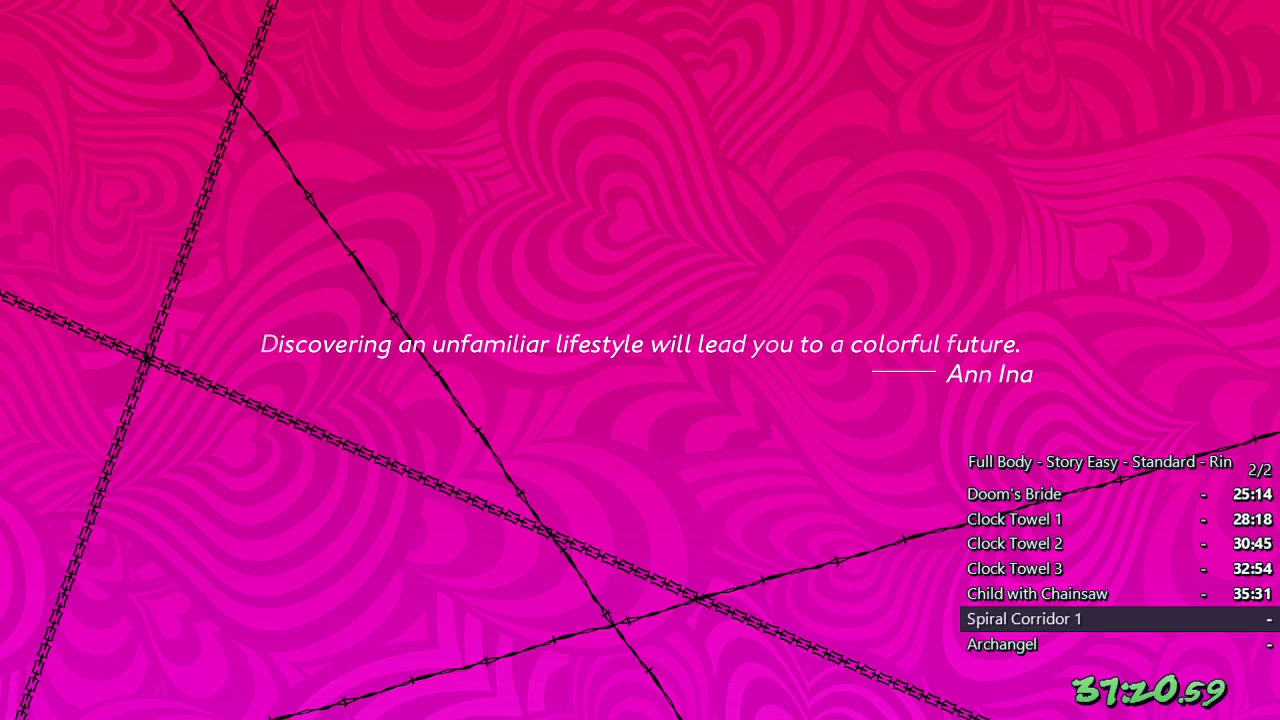 Discovering an unfamiliar lifestyle will lead you to a colorful future.
Ann Ina
Full Body - Story Easy - Standard - Rin
2/2
Doom's Bride - 25:14
Clock Towel 1 - 28:18
Clock Towel 2 - 30:45
Clock Towel 3 - 32:54
Child with Chainsaw - 35:31
Spiral Corridor 1 -
Archangel -
37:20.59